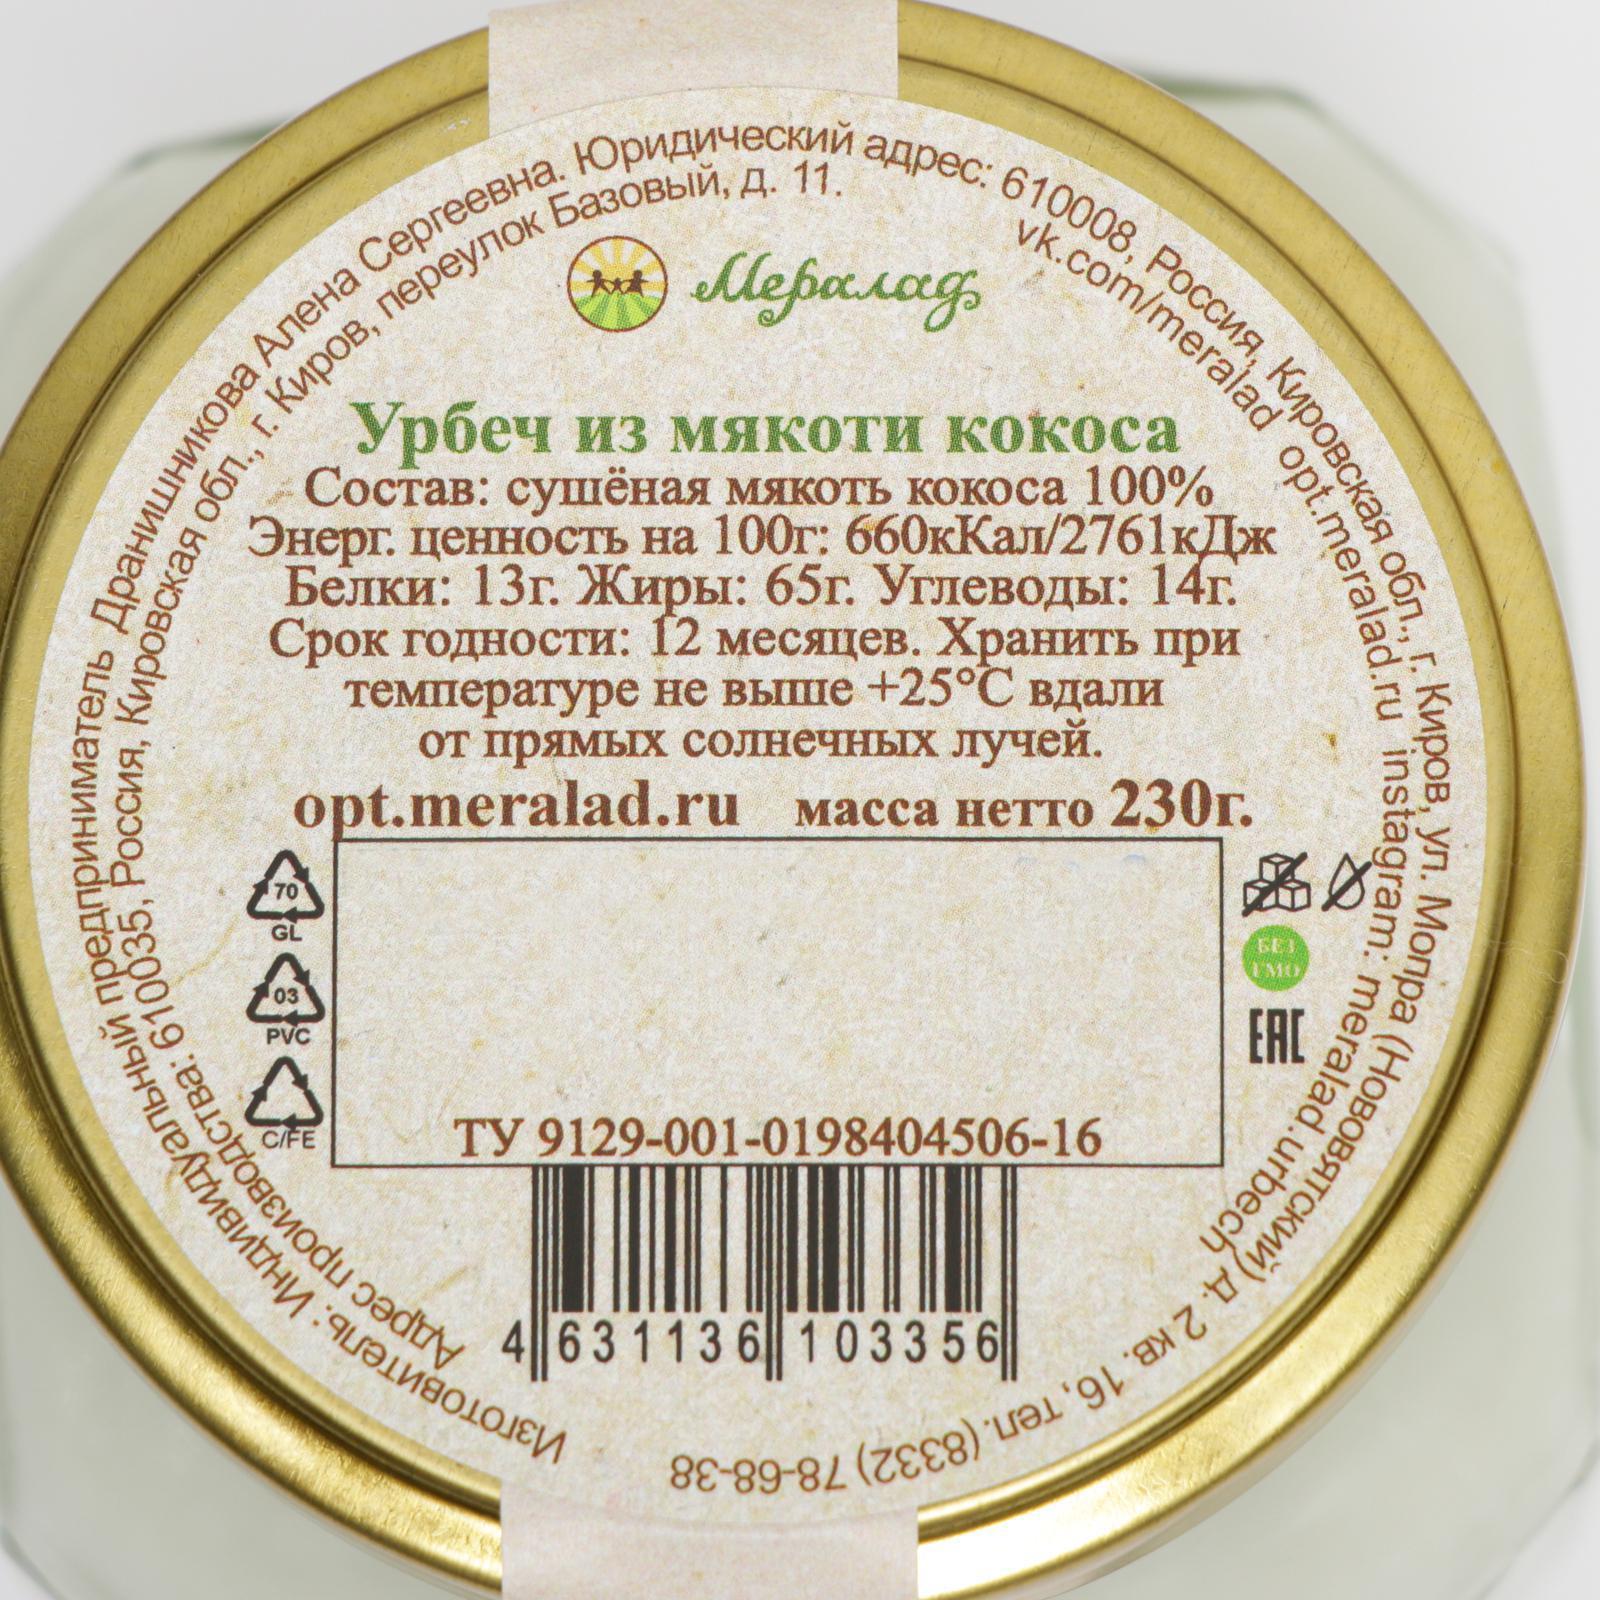 Изготовитель: Индивидуальный предприниматель Дранишникова Алена Сергеевна. Юридический адрес: 610008, Россия, Кировская обл., г. Киров, ул. Мопра (Нововятский) д. 2 кв. 16, тел. (8332) 78-68-38
Адрес производства: 610035, Россия, Кировская обл., г. Киров, переулок Базовый, д. 11.
vk.com/meralad opt.meralad.ru instagram: meralad.urbech
Мералад
Урбеч из мякоти кокоса
Состав: сушёная мякоть кокоса 100%
Энерг. ценность на 100г: 660кКал/2761кДж
Белки: 13г. Жиры: 65г. Углеводы: 14г.
Срок годности: 12 месяцев. Хранить при
температуре не выше +25°С вдали
от прямых солнечных лучей.
opt.meralad.ru масса нетто 230г.
70
GL
03
PVC
C/FE
БЕЗ
ГМО
EAC
ТУ 9129-001-0198404506-16
4 631136 103356